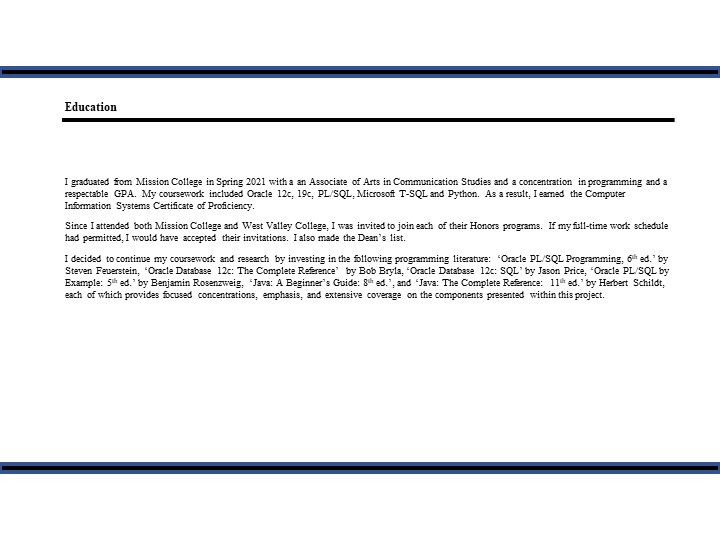 Education
I graduated from Mission College in Spring 2021 with a an Associate of Arts in Communication Studies and a concentration in programming and a
respectable GPA. My coursework included Oracle 12c, 19c, PL/SQL, Microsoft T-SQL and Python. As a result, I earned the Computer
Information Systems Certificate of Proficiency.
Since I attended both Mission College and West Valley College, I was invited to join each of their Honors programs. If my full-time work schedule
had permitted, I would have accepted their invitations. I also made the Dean’s list.
I decided to continue my coursework and research by investing in the following programming literature: ‘Oracle PL/SQL Programming, 6th ed.’ by
Steven Feuerstein, ‘Oracle Database 12c: The Complete Reference’ by Bob Bryla, ‘Oracle Database 12c: SQL’ by Jason Price, ‘Oracle PL/SQL by
Example: 5th ed.’ by Benjamin Rosenzweig, ‘Java: A Beginner’s Guide: 8th ed.’, and ‘Java: The Complete Reference: 11th ed.’ by Herbert Schildt,
each of which provides focused concentrations, emphasis, and extensive coverage on the components presented within this project.